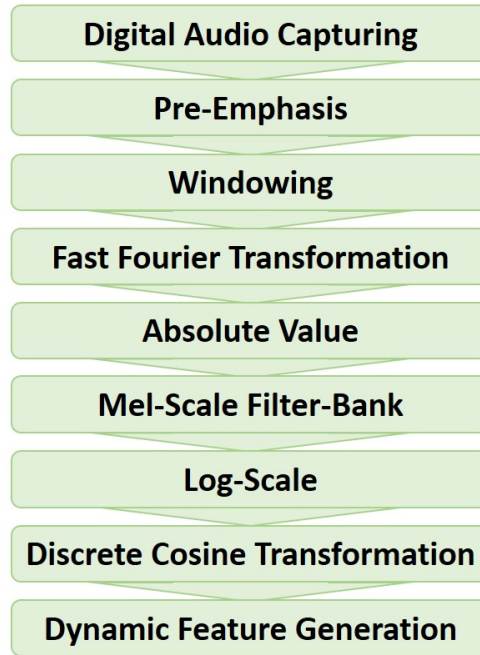 Digital Audio Capturing
Pre-Emphasis
Windowing
Fast Fourier Transformation
Absolute Value
Mel-Scale Filter-Bank
Log-Scale
Discrete Cosine Transformation
Dynamic Feature Generation